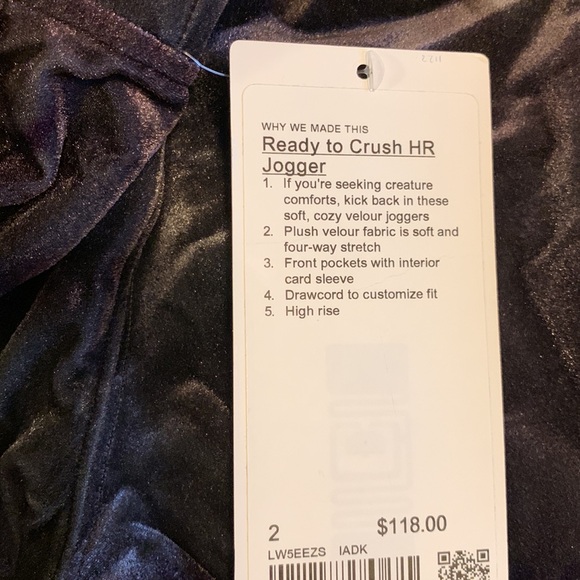 WHY WE MADE THIS
Ready to Crush HR
Jogger
1. If you're seeking creature
comforts, kick back in these
soft, cozy velour joggers
2. Plush velour fabric is soft and
four-way stretch
3. Front pockets with interior
card sleeve
4. Drawcord to customize fit
5. High rise
2 $118.00
LW5EEZS IADK